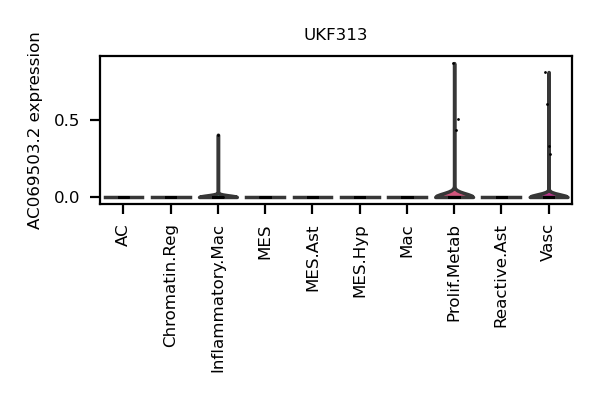 UKF313
AC069503.2 expression
0.5
0.0
AC
Chromatin.Reg
Inflammatory.Mac
MES
MES.Ast
MES.Hyp
Mac
Prolif.Metab
Reactive.Ast
Vasc